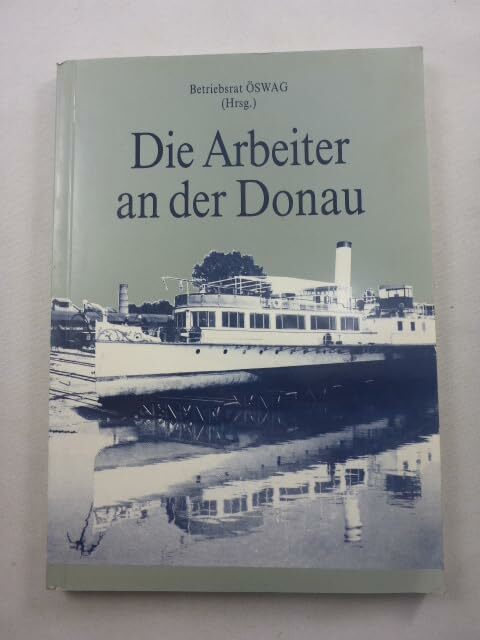 Betriebsrat ÖSWAG
(Hrsg.)
Die Arbeiter
an der Donau